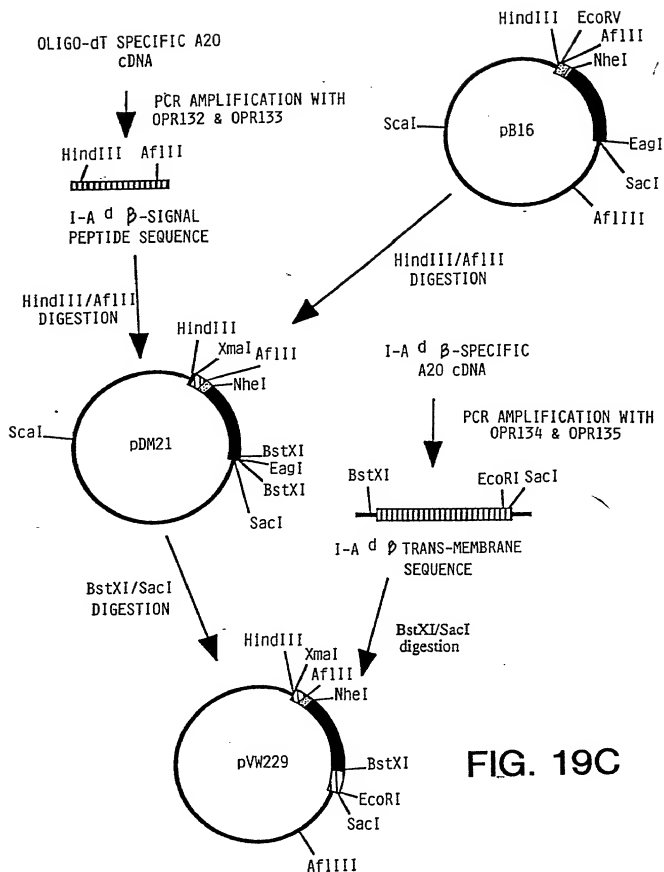 OLIGO-dT SPECIFIC A20
cDNA
PCR AMPLIFICATION WITH
OPR132 & OPR133
HindIII AflII
I-A d β-SIGNAL
PEPTIDE SEQUENCE
HindIII/AflII
DIGESTION
HindIII
EcoRV
AflII
NheI
ScaI
pB16
EagI
SacI
AflIII
HindIII/AflII
DIGESTION
HindIII
XmaI
AflII
NheI
ScaI
pDM21
BstXI
EagI
BstXI
SacI
I-A d β-SPECIFIC
A20 cDNA
PCR AMPLIFICATION WITH
OPR134 & OPR135
BstXI
EcoRI SacI
I-A d β TRANS-MEMBRANE
SEQUENCE
BstXI/SacI
DIGESTION
BstXI/SacI
digestion
HindIII
XmaI
AflII
NheI
pVW229
BstXI
EcoRI
SacI
AflIII
FIG. 19C